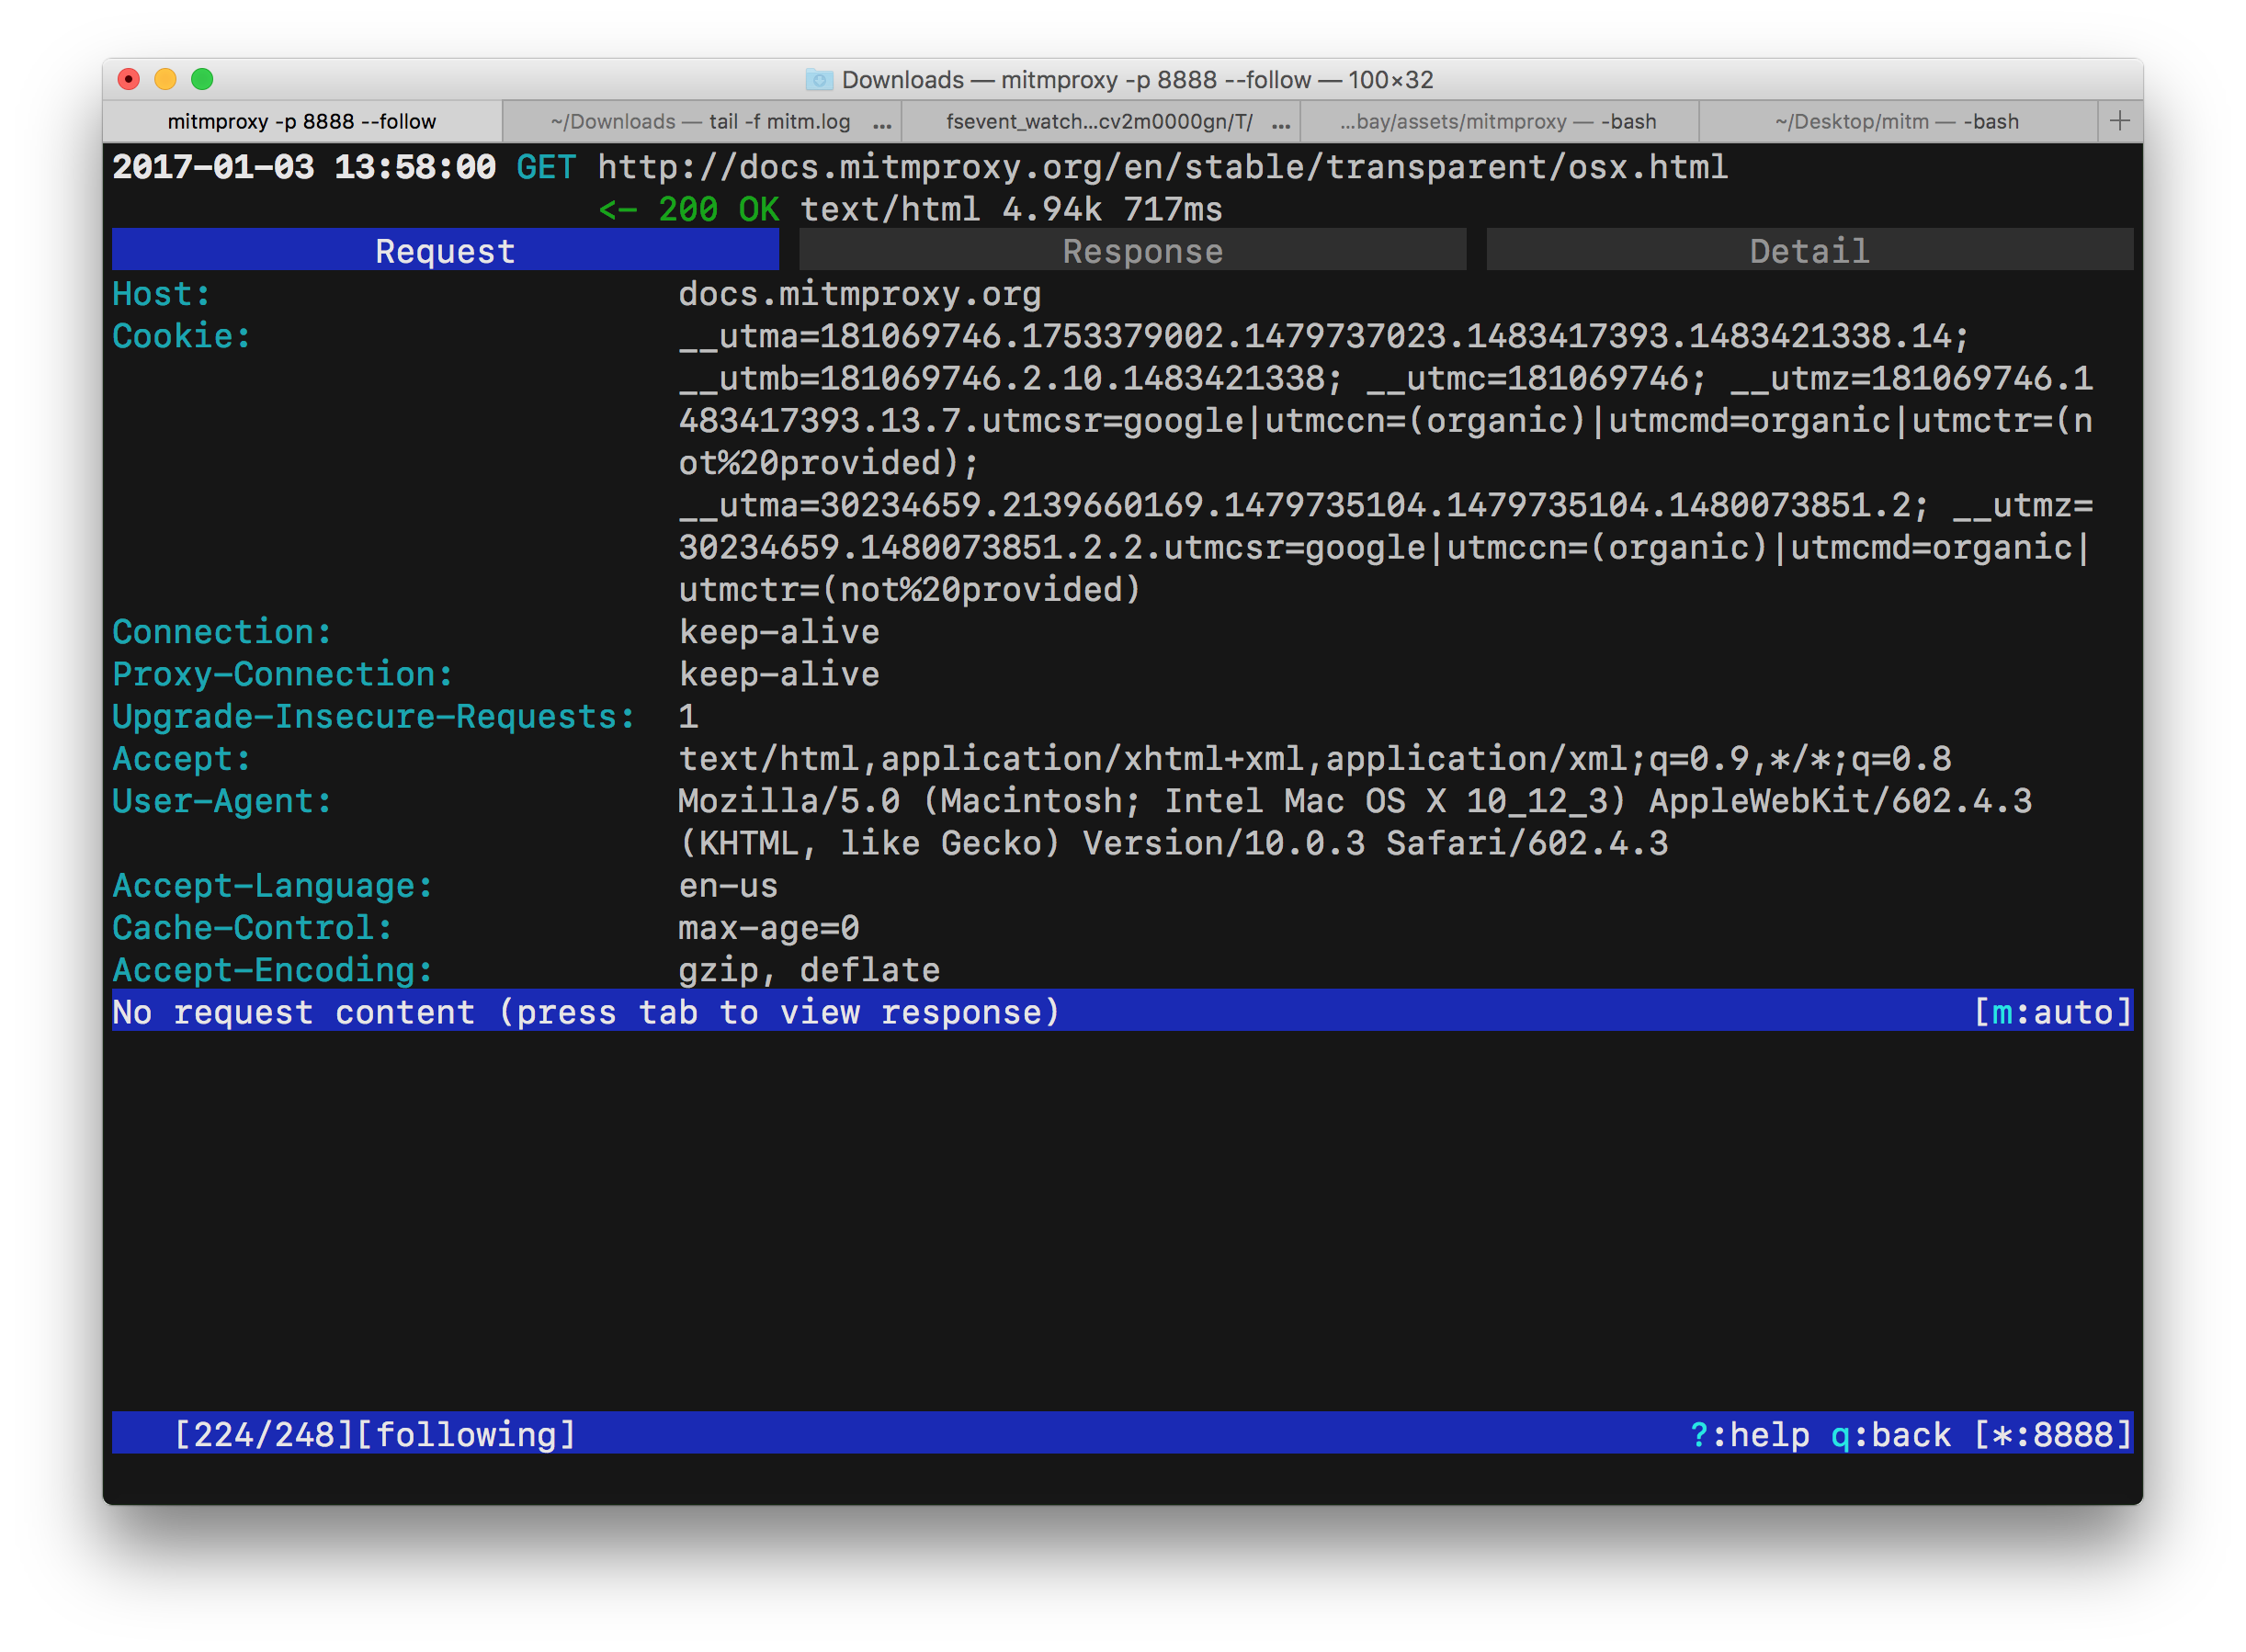 Downloads — mitmproxy -p 8888 --follow — 100×32
mitmproxy -p 8888 --follow ~/Downloads — tail -f mitm.log ... fsevent_watch...cv2m0000gn/T/ ... ...bay/assets/mitmproxy — -bash ~/Desktop/mitm — -bash +
2017-01-03 13:58:00 GET http://docs.mitmproxy.org/en/stable/transparent/osx.html
<- 200 OK text/html 4.94k 717ms
Request Response Detail
Host: docs.mitmproxy.org
Cookie: __utma=181069746.1753379002.1479737023.1483417393.1483421338.14;
__utmb=181069746.2.10.1483421338; __utmc=181069746; __utmz=181069746.1
483417393.13.7.utmcsr=google|utmccn=(organic)|utmcmd=organic|utmctr=(n
ot%20provided);
__utma=30234659.2139660169.1479735104.1479735104.1480073851.2; __utmz=
30234659.1480073851.2.2.utmcsr=google|utmccn=(organic)|utmcmd=organic|
utmctr=(not%20provided)
Connection: keep-alive
Proxy-Connection: keep-alive
Upgrade-Insecure-Requests: 1
Accept: text/html,application/xhtml+xml,application/xml;q=0.9,*/*;q=0.8
User-Agent: Mozilla/5.0 (Macintosh; Intel Mac OS X 10_12_3) AppleWebKit/602.4.3
(KHTML, like Gecko) Version/10.0.3 Safari/602.4.3
Accept-Language: en-us
Cache-Control: max-age=0
Accept-Encoding: gzip, deflate
No request content (press tab to view response) [m:auto]
[224/248][following] ?:help q:back [*:8888]